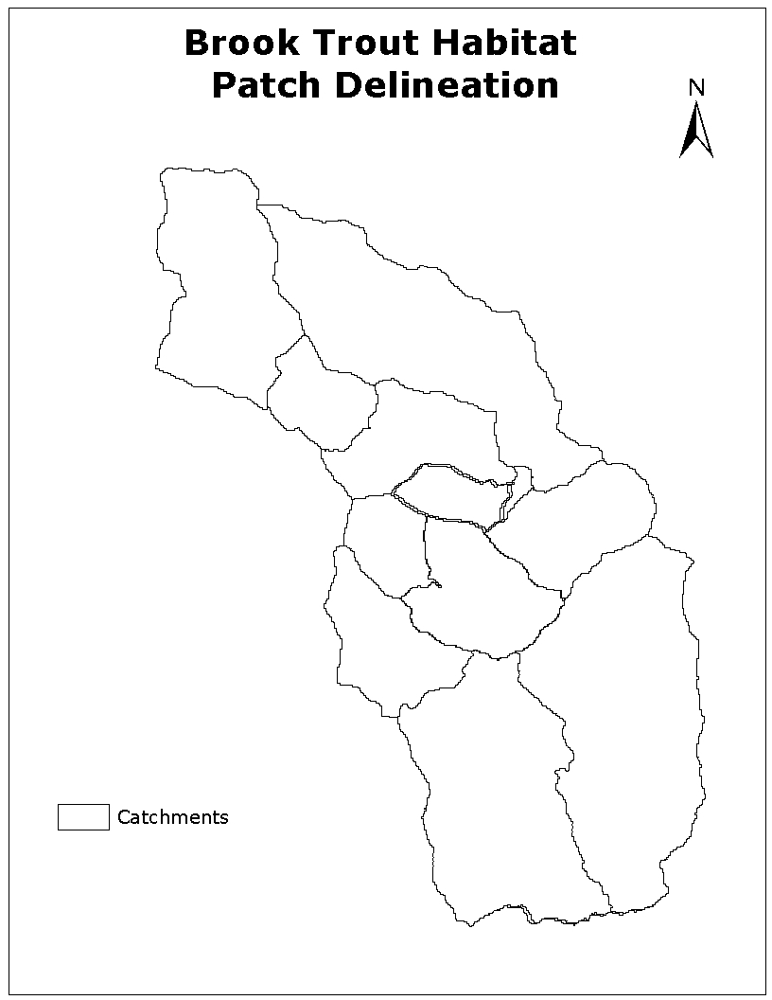 Brook Trout Habitat
Patch Delineation
N
Catchments